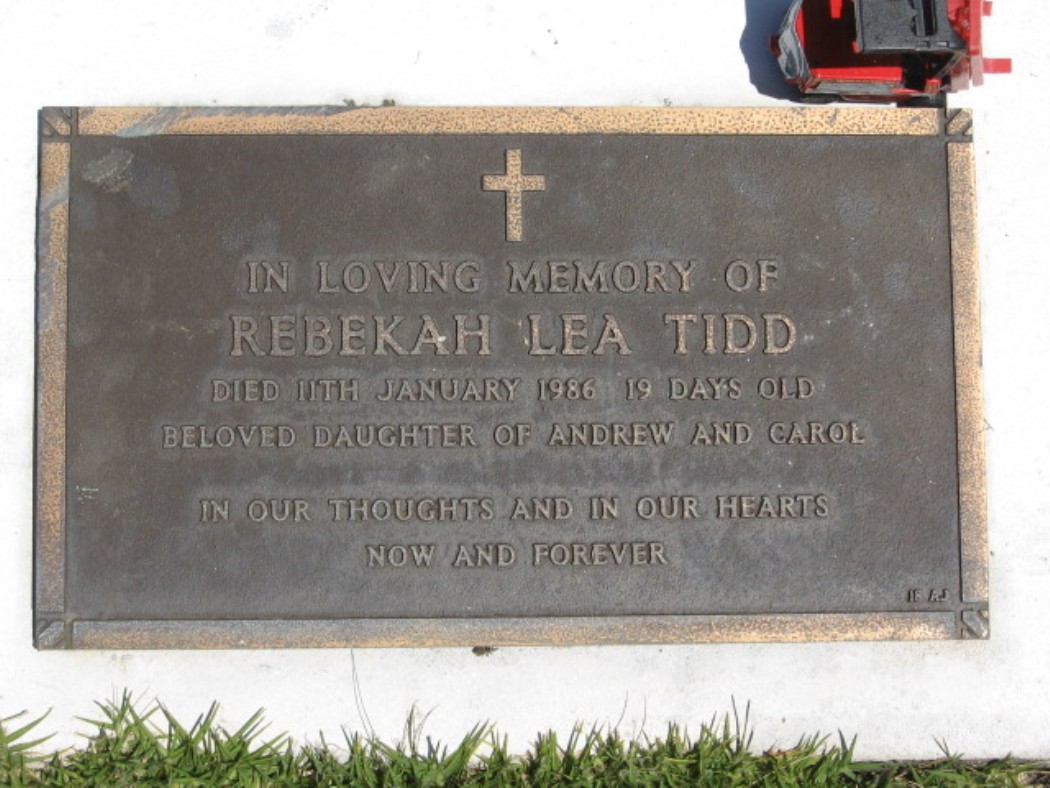 IN LOVING MEMORY OF
REBEKAH LEA TIDD
DIED 11TH JANUARY 1986 19 DAYS OLD
BELOVED DAUGHTER OF ANDREW AND CAROL
IN OUR THOUGHTS AND IN OUR HEARTS
NOW AND FOREVER